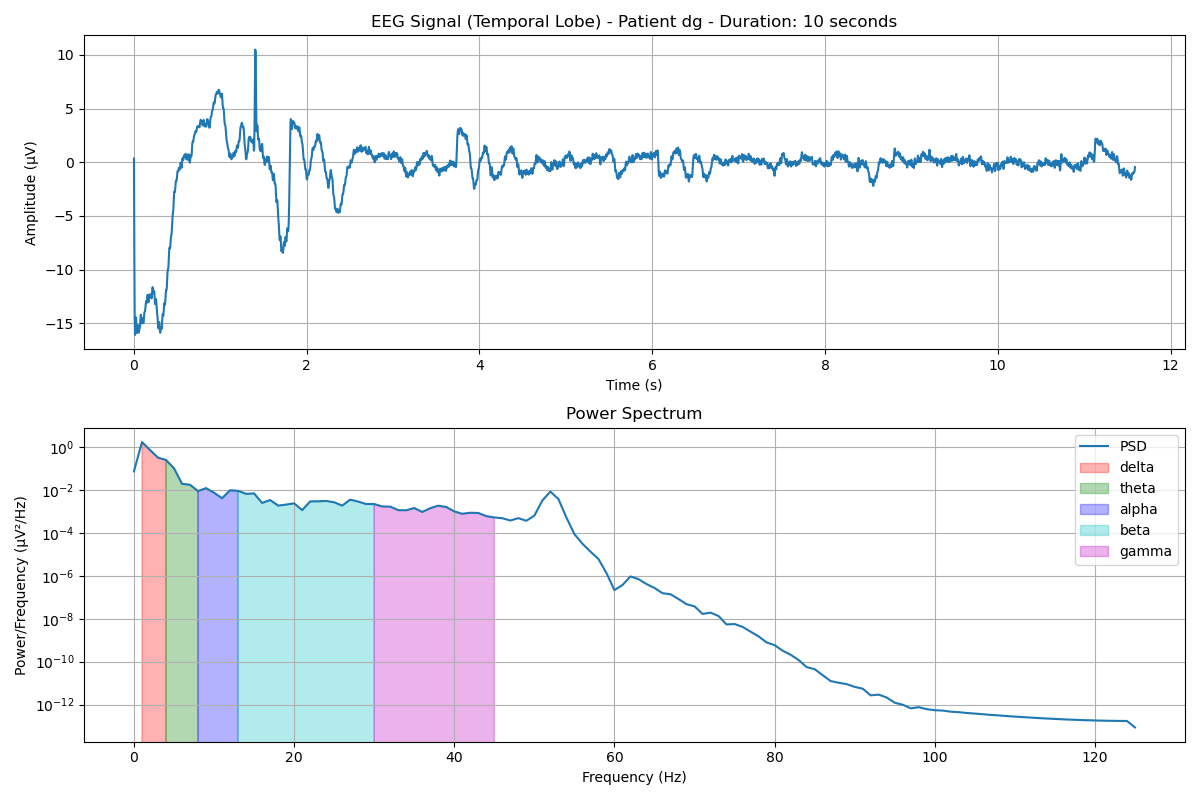 EEG Signal (Temporal Lobe) - Patient dg - Duration: 10 seconds
10
5
0
−5
−10
−15
Amplitude (μV)
0 2 4 6 8 10 12
Time (s)
Power Spectrum
10⁰
10⁻²
10⁻⁴
10⁻⁶
10⁻⁸
10⁻¹⁰
10⁻¹²
Power/Frequency (μV²/Hz)
PSD
delta
theta
alpha
beta
gamma
0 20 40 60 80 100 120
Frequency (Hz)